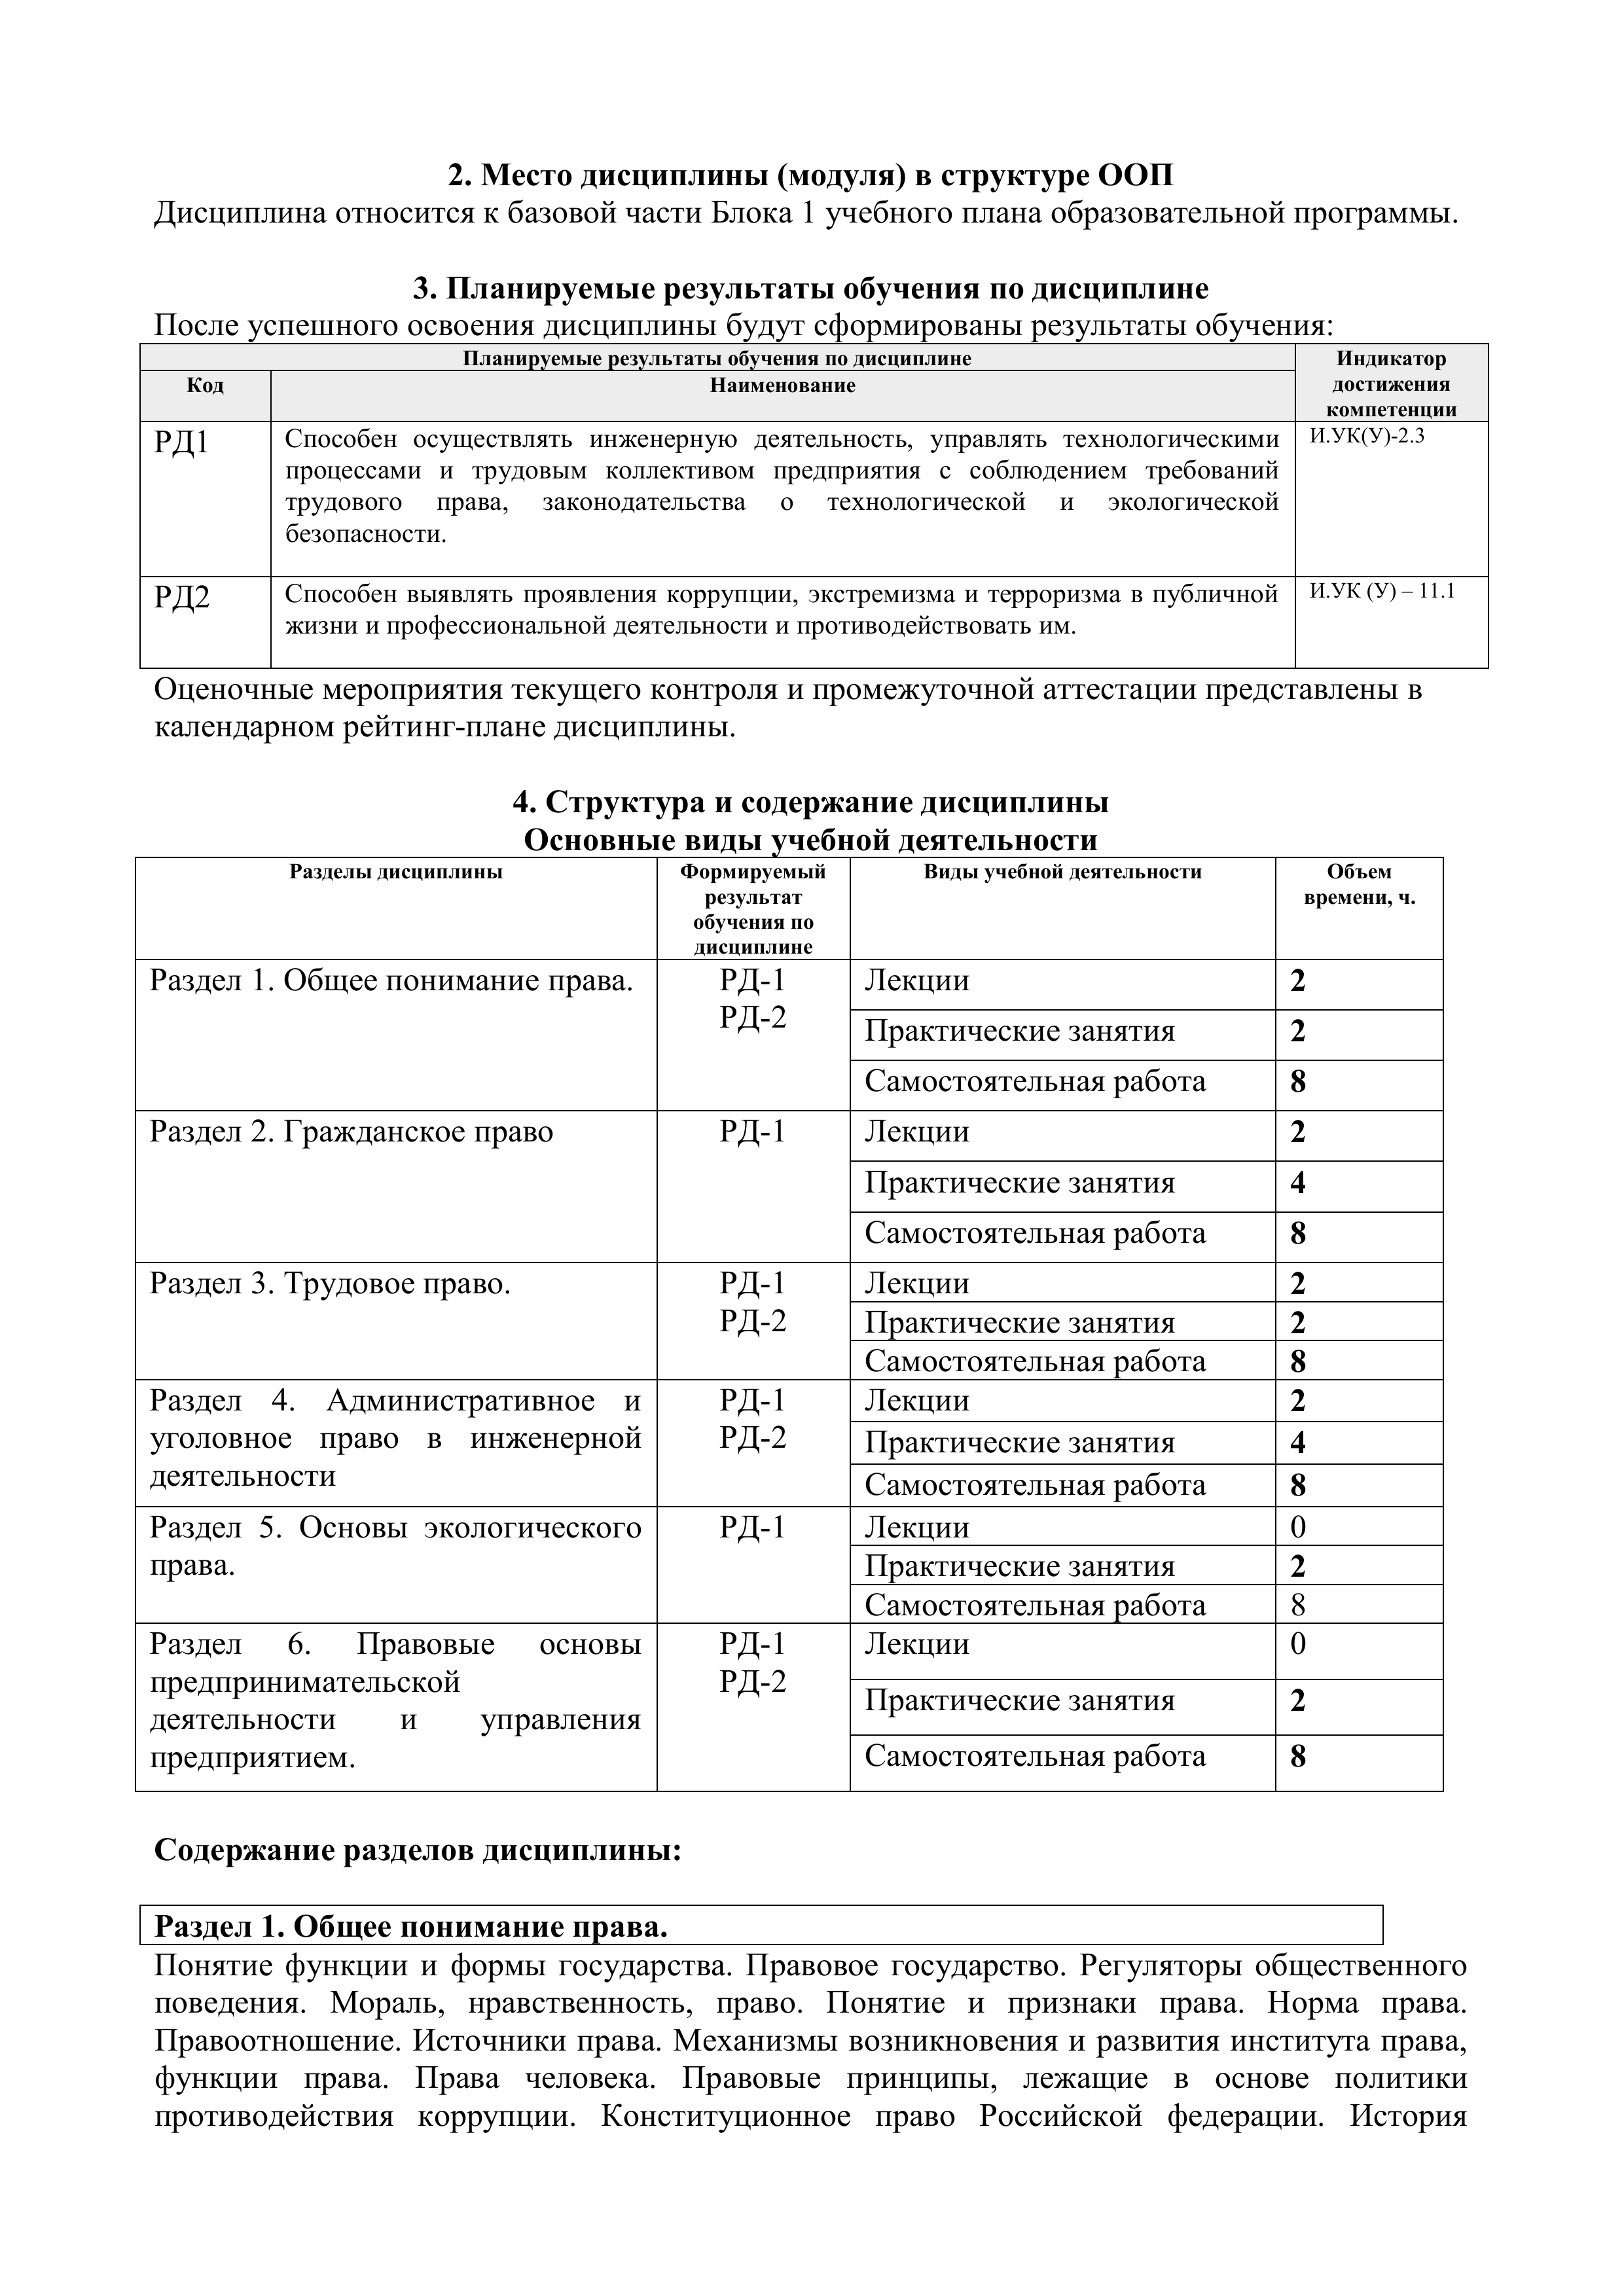 2. Место дисциплины (модуля) в структуре ООП
Дисциплина относится к базовой части Блока 1 учебного плана образовательной программы.
3. Планируемые результаты обучения по дисциплине
После успешного освоения дисциплины будут сформированы результаты обучения:
Планируемые результаты обучения по дисциплине
Индикатор
достижения
компетенции
Код
Наименование
РД1
Способен осуществлять инженерную деятельность, управлять технологическими
процессами и трудовым коллективом предприятия с соблюдением требований
трудового права, законодательства о технологической и экологической
безопасности.
И.УК(У)-2.3
РД2
Способен выявлять проявления коррупции, экстремизма и терроризма в публичной
жизни и профессиональной деятельности и противодействовать им.
И.УК (У) – 11.1
Оценочные мероприятия текущего контроля и промежуточной аттестации представлены в
календарном рейтинг-плане дисциплины.
4. Структура и содержание дисциплины
Основные виды учебной деятельности
Разделы дисциплины
Формируемый
результат
обучения по
дисциплине
Виды учебной деятельности
Объем
времени, ч.
Раздел 1. Общее понимание права.
РД-1
РД-2
Лекции
2
Практические занятия
2
Самостоятельная работа
8
Раздел 2. Гражданское право
РД-1
Лекции
2
Практические занятия
4
Самостоятельная работа
8
Раздел 3. Трудовое право.
РД-1
РД-2
Лекции
2
Практические занятия
2
Самостоятельная работа
8
Раздел 4. Административное и
уголовное право в инженерной
деятельности
РД-1
РД-2
Лекции
2
Практические занятия
4
Самостоятельная работа
8
Раздел 5. Основы экологического
права.
РД-1
Лекции
0
Практические занятия
2
Самостоятельная работа
8
Раздел 6. Правовые основы
предпринимательской
деятельности и управления
предприятием.
РД-1
РД-2
Лекции
0
Практические занятия
2
Самостоятельная работа
8
Содержание разделов дисциплины:
Раздел 1. Общее понимание права.
Понятие функции и формы государства. Правовое государство. Регуляторы общественного
поведения. Мораль, нравственность, право. Понятие и признаки права. Норма права.
Правоотношение. Источники права. Механизмы возникновения и развития института права,
функции права. Права человека. Правовые принципы, лежащие в основе политики
противодействия коррупции. Конституционное право Российской федерации. История